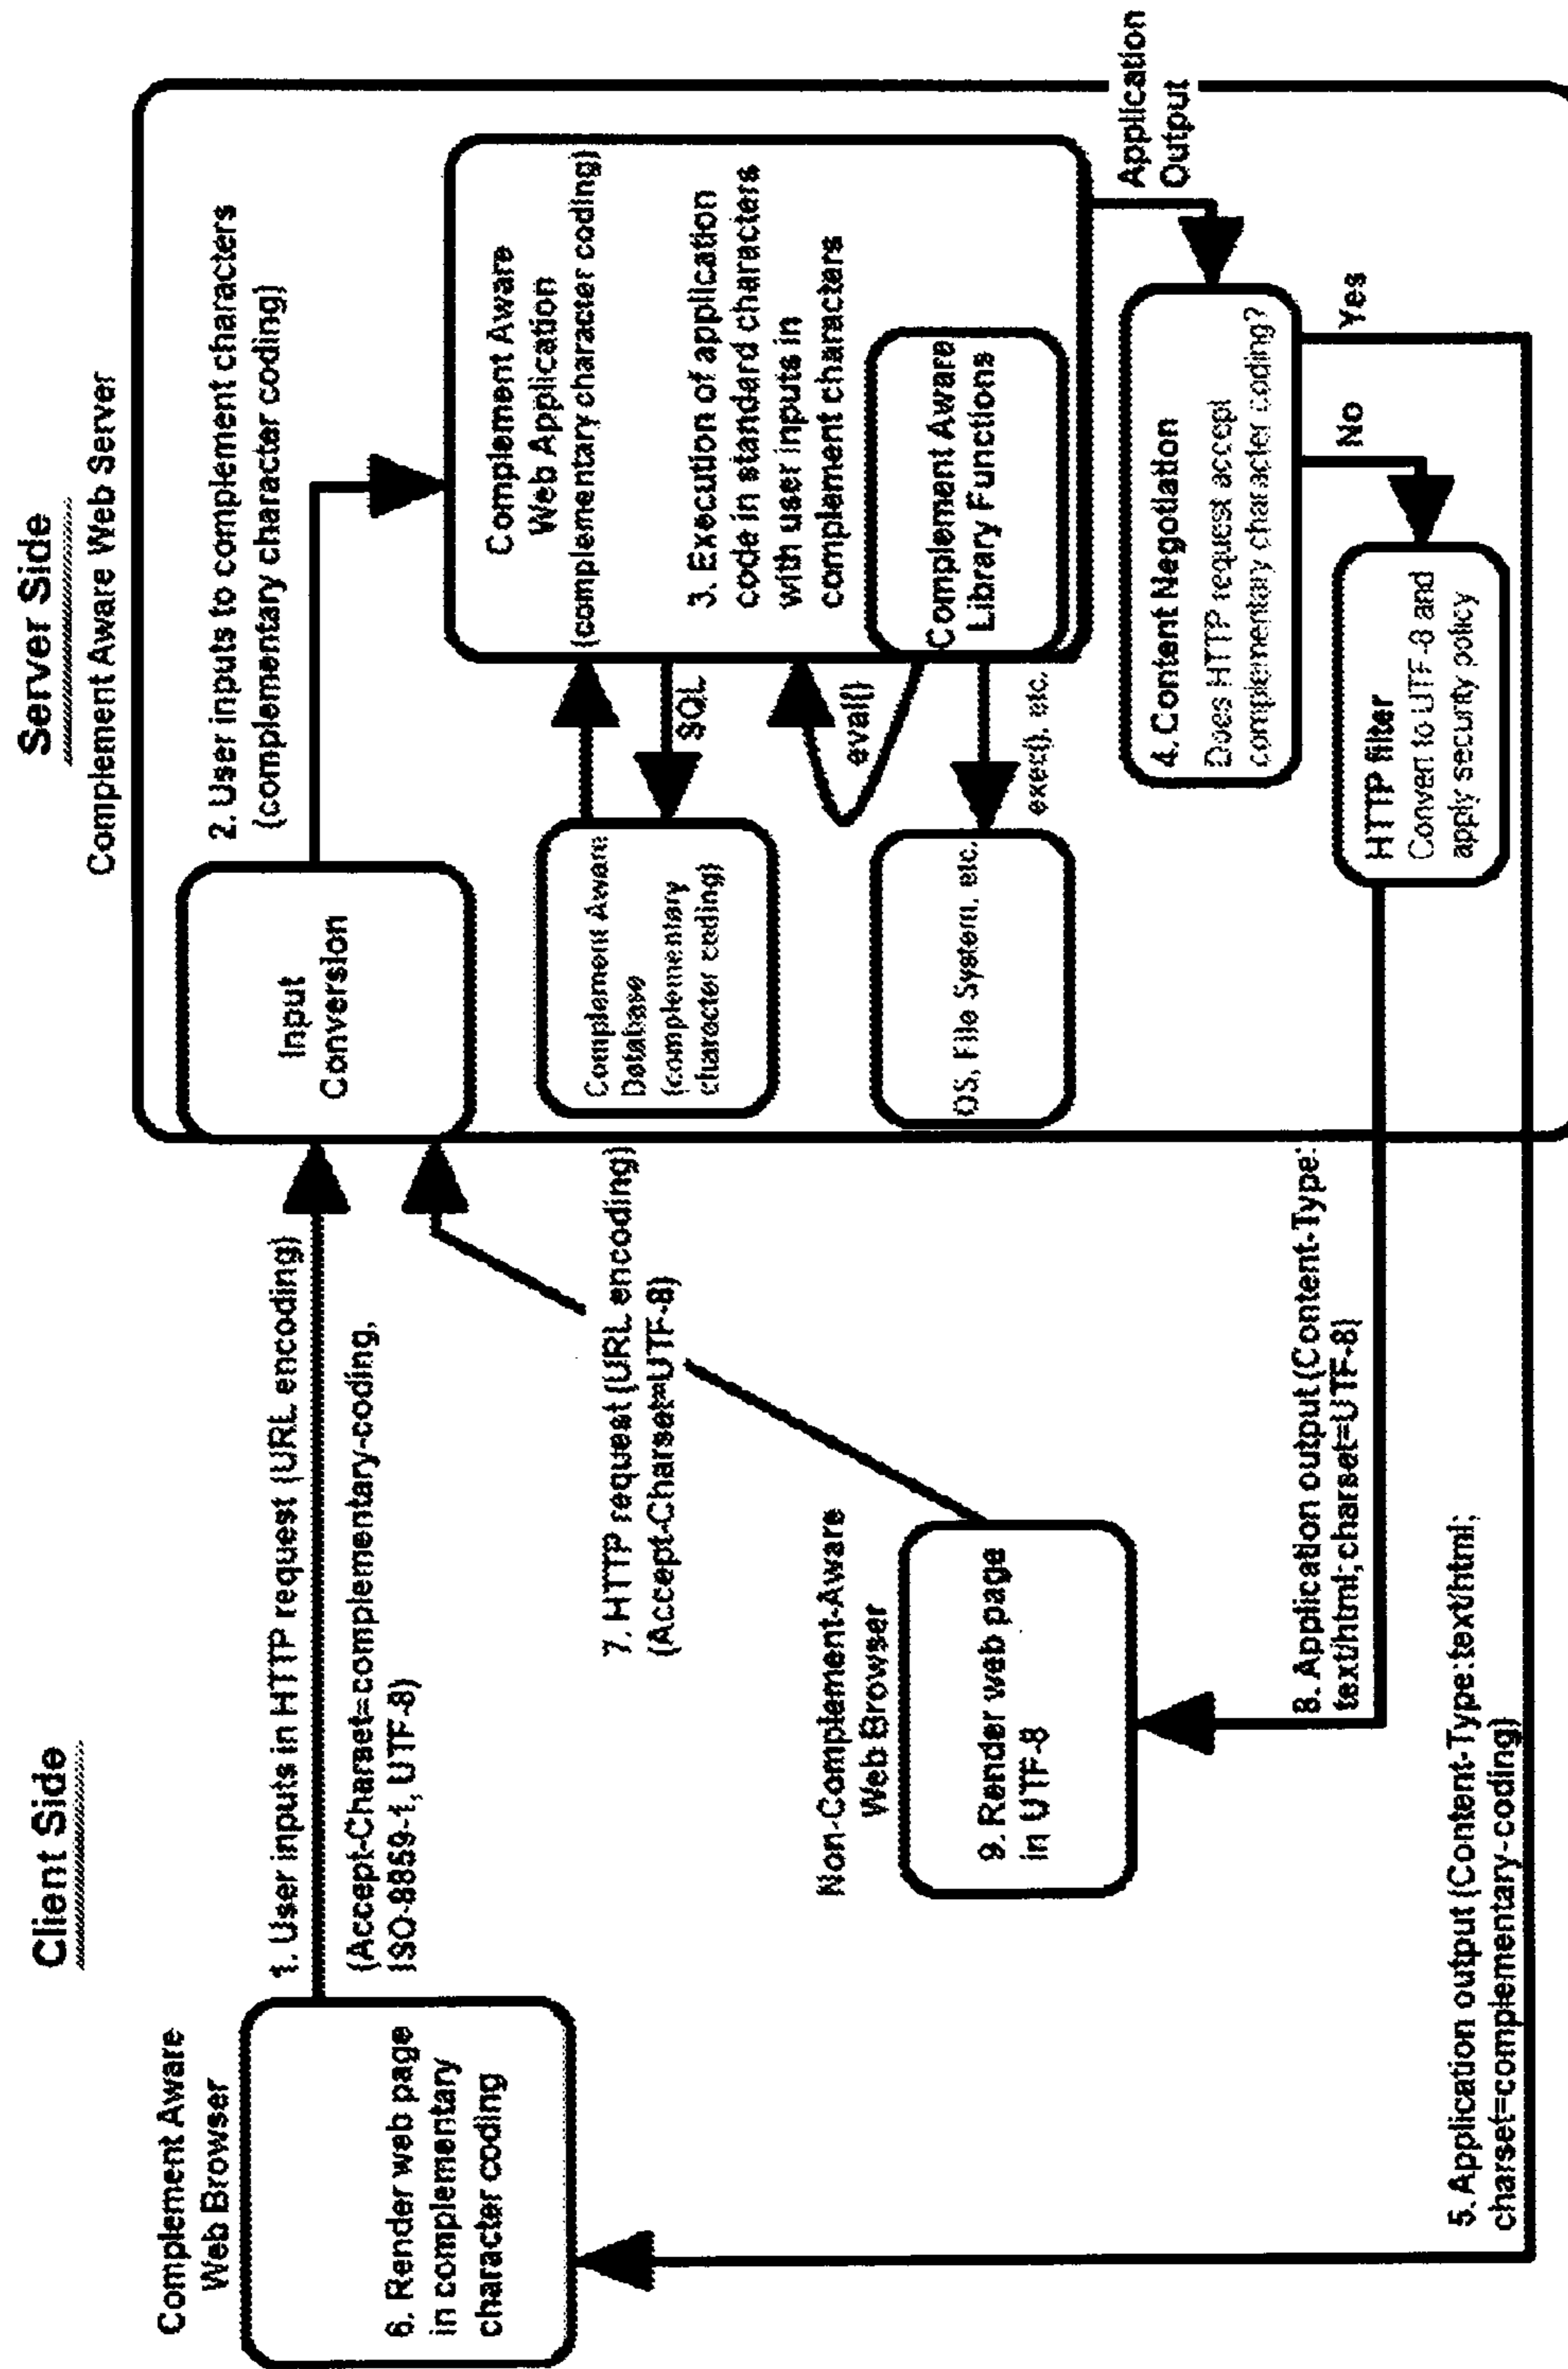 Client Side
Server Side
Complement Aware Web Server
Complement Aware
Web Browser
6. Render web page
in complementary
character coding
1. User inputs in HTTP request (URL encoding)
(Accept-Charset=complementary-coding,
ISO-8859-1, UTF-8)
Input
Conversion
2. User inputs to complement characters
(complementary character coding)
Complement Aware
Web Application
(complementary character coding)
3. Execution of application
code in standard characters
with user inputs in
complement characters
Complement Aware
Library Functions
Complement Aware
Database
(complementary
character coding)
SQL
eval()
OS, File System, etc.
exec(), etc.
Application
Output
4. Content Negotiation
Does HTTP request accept
complementary character coding?
No
Yes
HTTP filter
Convert to UTF-8 and
apply security policy
7. HTTP request (URL encoding)
(Accept-Charset=UTF-8)
Non-Complement-Aware
Web Browser
9. Render web page
in UTF-8
8. Application output (Content-Type:
text/html; charset=UTF-8)
5. Application output (Content-Type:text/html;
charset=complementary-coding)